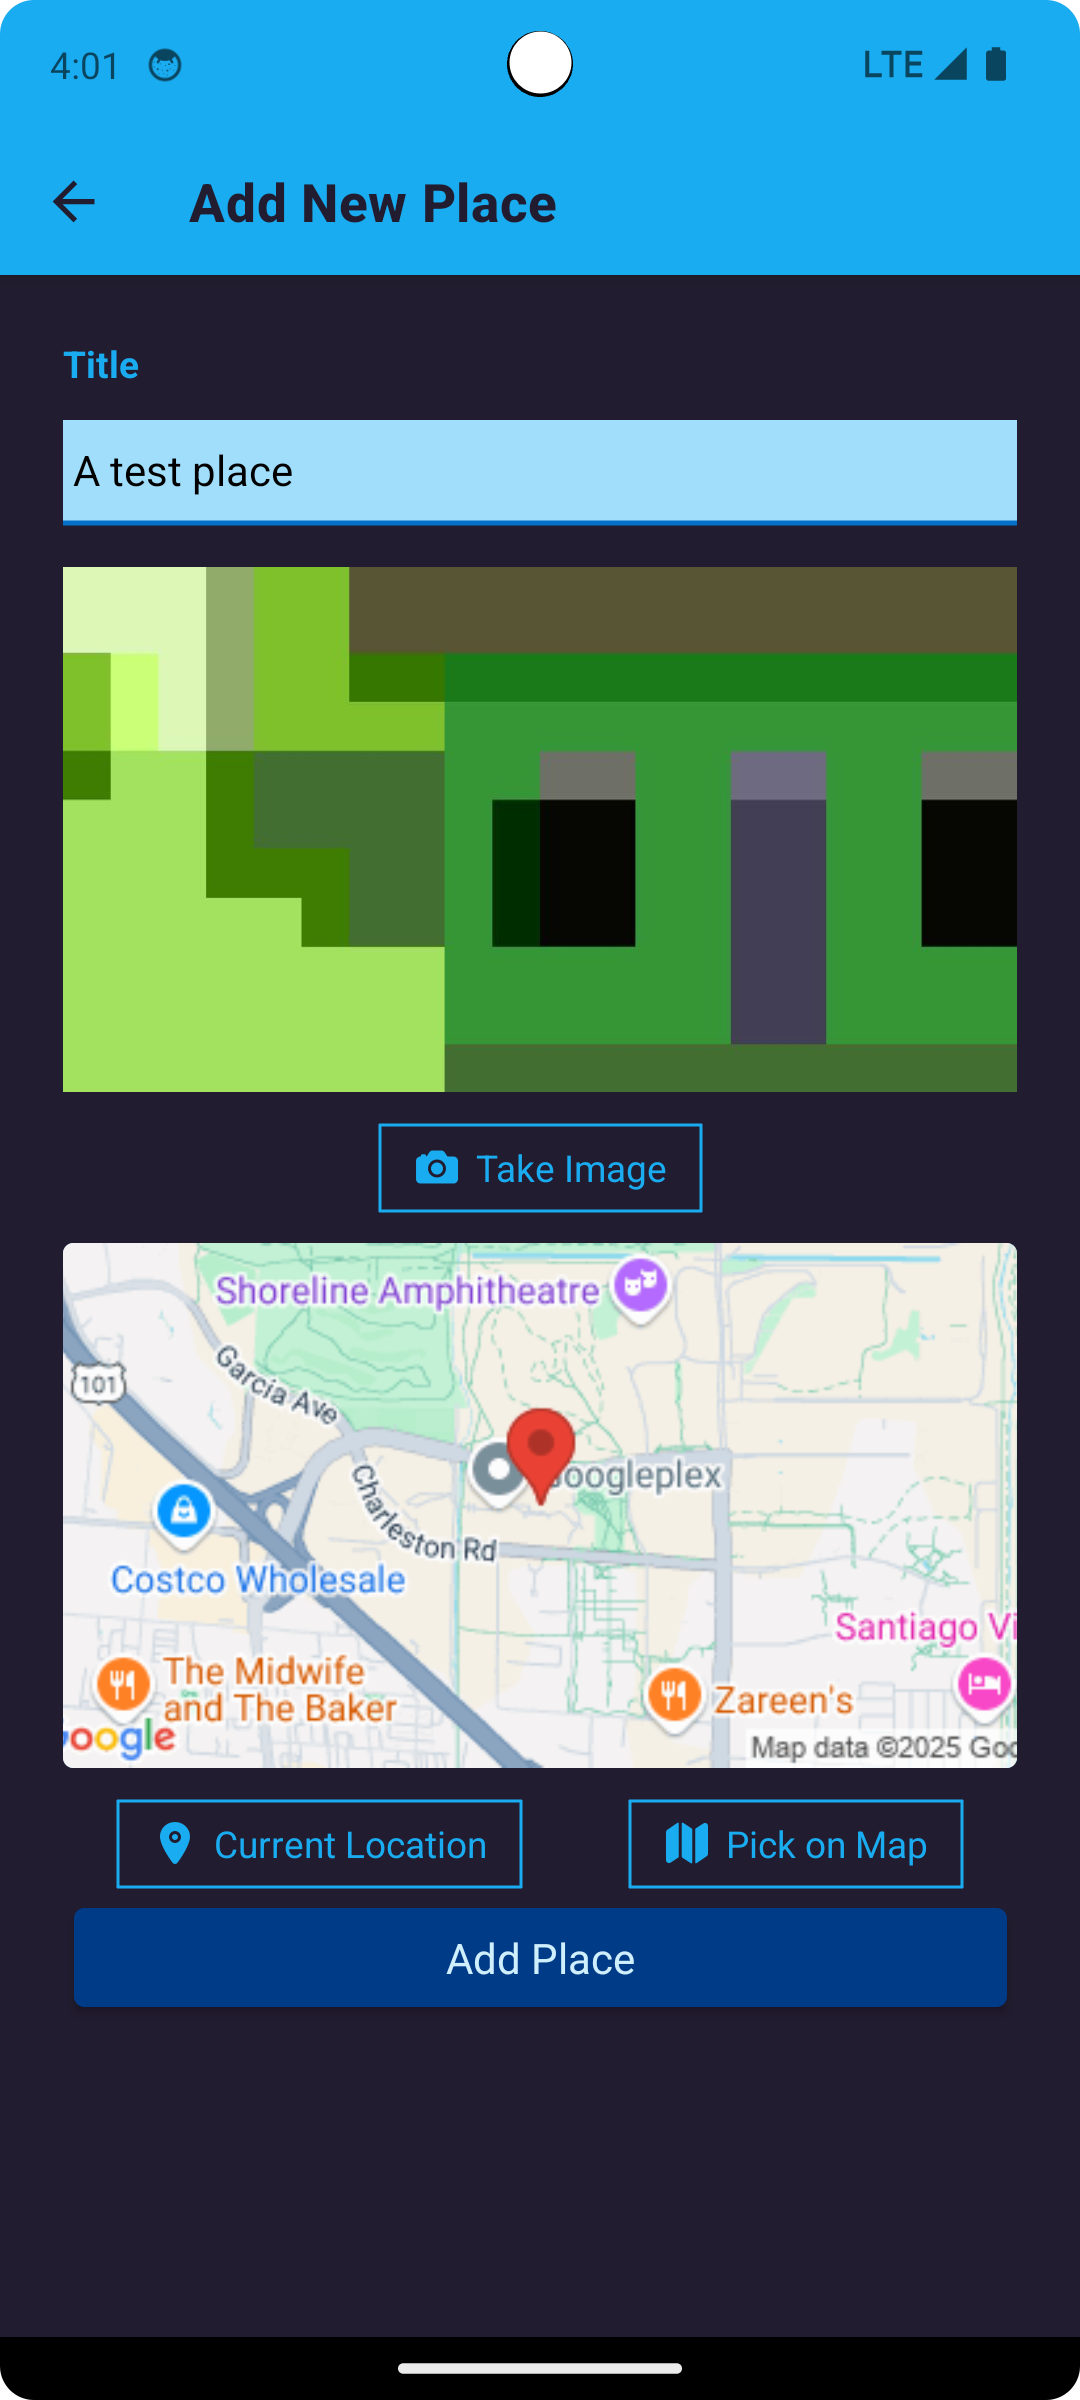 4:01
LTE
Add New Place
Title
A test place
Take Image
Shoreline Amphitheatre
Garcia Ave
101
oogleplex
Charleston Rd
Costco Wholesale
Santiago Vi
The Midwife
and The Baker
Zareen's
oogle
Map data ©2025 Goo
Current Location
Pick on Map
Add Place